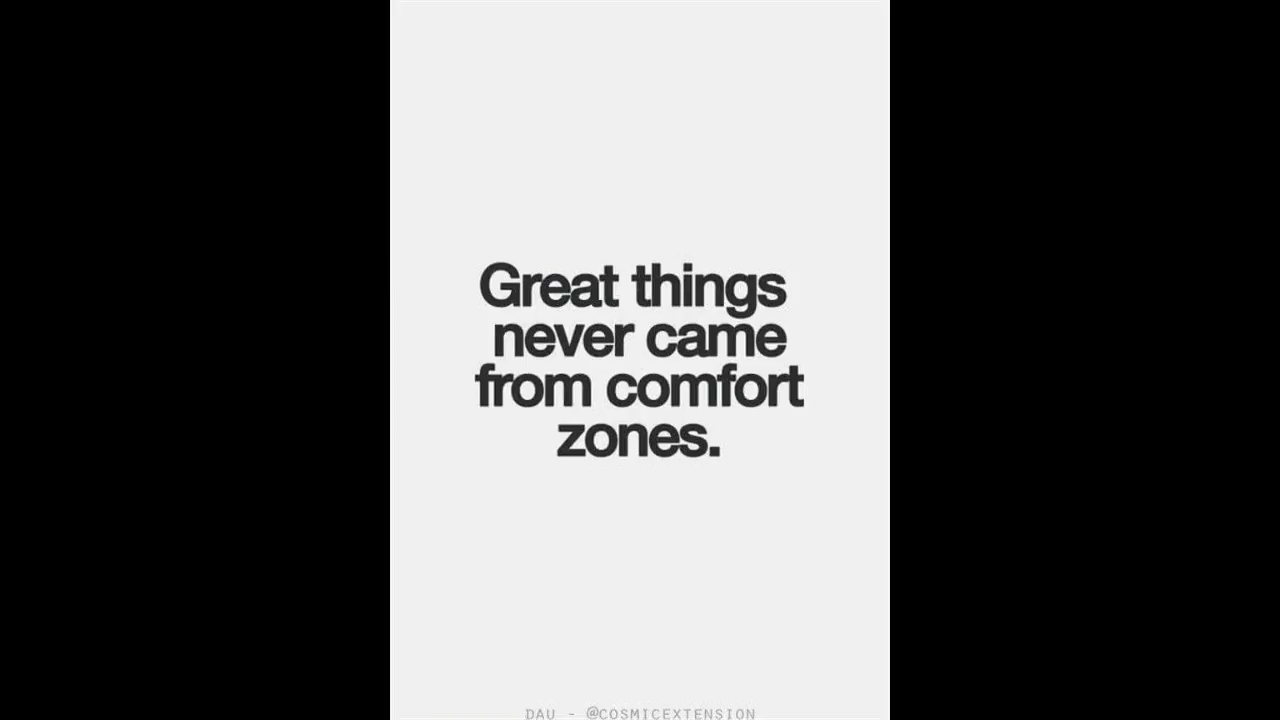 Great things
never came
from comfort
zones.
DAU - @COSMICEXTENSION